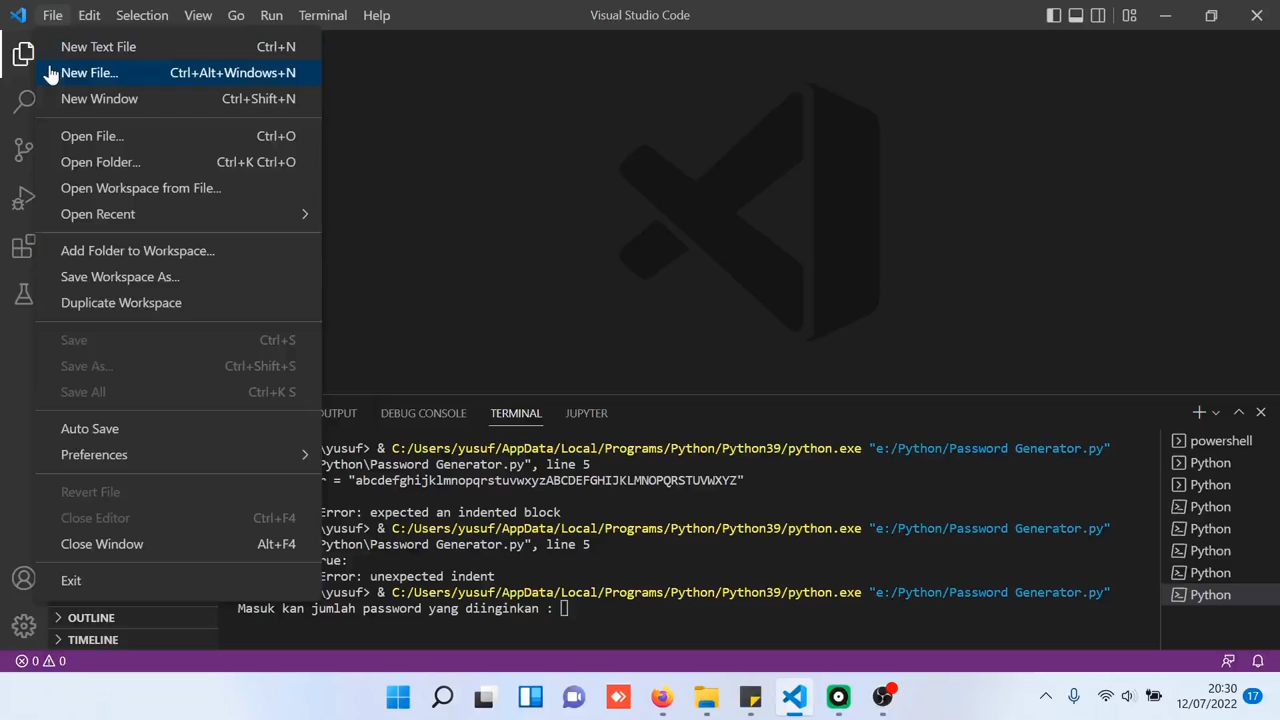 File Edit Selection View Go Run Terminal Help Visual Studio Code
New Text File Ctrl+N
New File... Ctrl+Alt+Windows+N
New Window Ctrl+Shift+N
Open File... Ctrl+O
Open Folder... Ctrl+K Ctrl+O
Open Workspace from File...
Open Recent
Add Folder to Workspace...
Save Workspace As...
Duplicate Workspace
Save Ctrl+S
Save As... Ctrl+Shift+S
Save All Ctrl+K S
Auto Save
Preferences
Revert File
Close Editor Ctrl+F4
Close Window Alt+F4
Exit
OUTLINE
TIMELINE
OUTPUT DEBUG CONSOLE TERMINAL JUPYTER
\yusuf> & C:/Users/yusuf/AppData/Local/Programs/Python/Python39/python.exe "e:/Python/Password Generator.py"
Python\Password Generator.py", line 5
r = "abcdefghijklmnopqrstuvwxyzABCDEFGHIJKLMNOPQRSTUVWXYZ"
Error: expected an indented block
\yusuf> & C:/Users/yusuf/AppData/Local/Programs/Python/Python39/python.exe "e:/Python/Password Generator.py"
Python\Password Generator.py", line 5
rue:
Error: unexpected indent
\yusuf> & C:/Users/yusuf/AppData/Local/Programs/Python/Python39/python.exe "e:/Python/Password Generator.py"
Masuk kan jumlah password yang diinginkan :
powershell
Python
Python
Python
Python
Python
Python
Python
0 0
20:30
12/07/2022
17